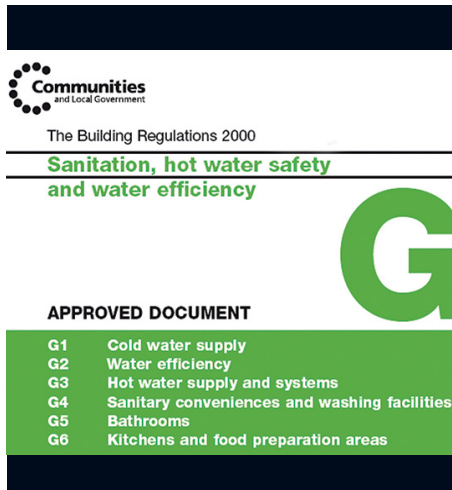 Communities
and Local Government
The Building Regulations 2000
Sanitation, hot water safety
and water efficiency
G
APPROVED DOCUMENT
G1 Cold water supply
G2 Water efficiency
G3 Hot water supply and systems
G4 Sanitary conveniences and washing facilities
G5 Bathrooms
G6 Kitchens and food preparation areas